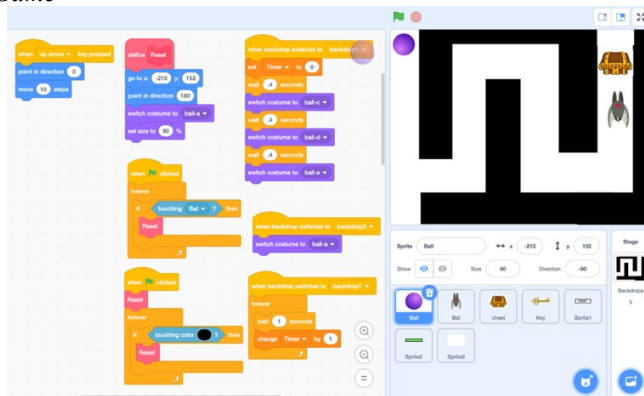 Game
when up arrow key pressed
point in direction 0
move 10 steps
define Reset
go to x: -215 y: 152
point in direction 180
switch costume to ball-a
set size to 90 %
when clicked
forever
if touching Bat ? then
Reset
when clicked
Reset
forever
if touching color ? then
Reset
when backdrop switches to backdrop1
set Timer to 0
wait .4 seconds
switch costume to ball-c
wait .4 seconds
switch costume to ball-d
wait .4 seconds
switch costume to ball-e
when backdrop switches to backdrop2
switch costume to ball-a
when backdrop switches to backdrop1
forever
wait 1 seconds
change Timer by 1
Sprite Ball x -215 y 152
Show Size 90 Direction -90
Ball Bat chest Key Sprite1
Sprite2 Sprite3
Stage
Backdrops
5